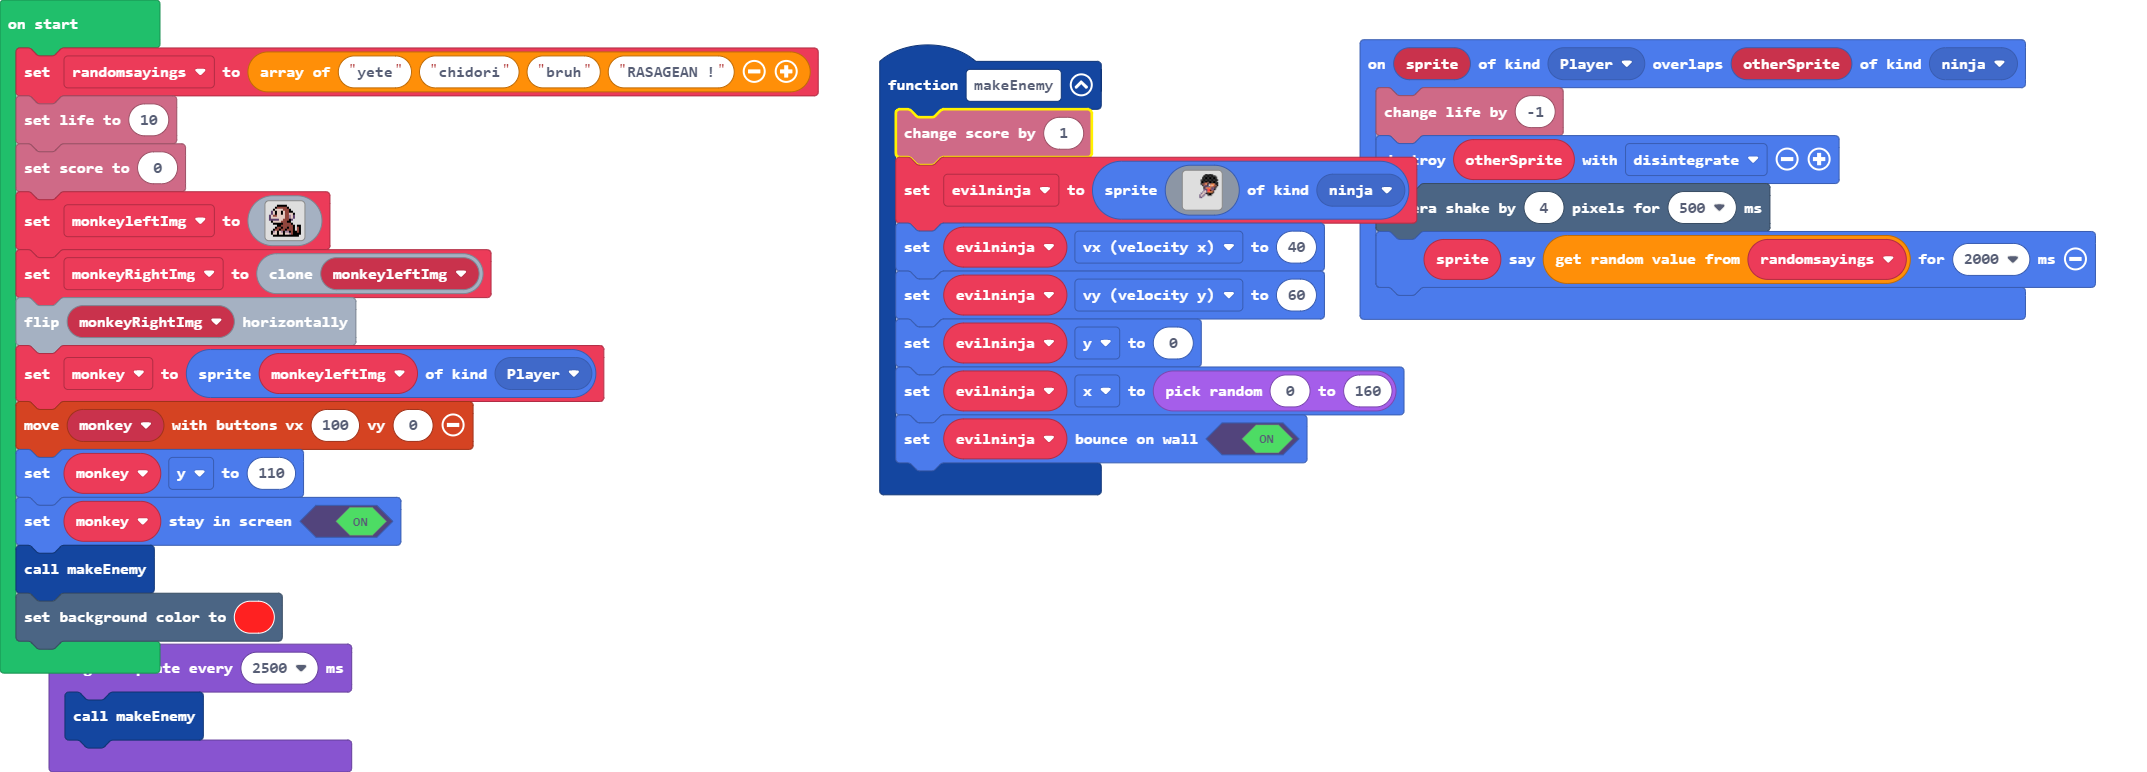 on start
set randomsayings to array of "yete" "chidori" "bruh" "RASAGEAN !"
set life to 10
set score to 0
set monkeyleftImg to
set monkeyRightImg to clone monkeyleftImg
flip monkeyRightImg horizontally
set monkey to sprite monkeyleftImg of kind Player
move monkey with buttons vx 100 vy 0
set monkey y to 110
set monkey stay in screen ON
call makeEnemy
set background color to
every 2500 ms
call makeEnemy
function makeEnemy
change score by 1
set evilninja to sprite of kind ninja
set evilninja vx (velocity x) to 40
set evilninja vy (velocity y) to 60
set evilninja y to 0
set evilninja x to pick random 0 to 160
set evilninja bounce on wall ON
on sprite of kind Player overlaps otherSprite of kind ninja
change life by -1
otherSprite with disintegrate
shake by 4 pixels for 500 ms
sprite say get random value from randomsayings for 2000 ms